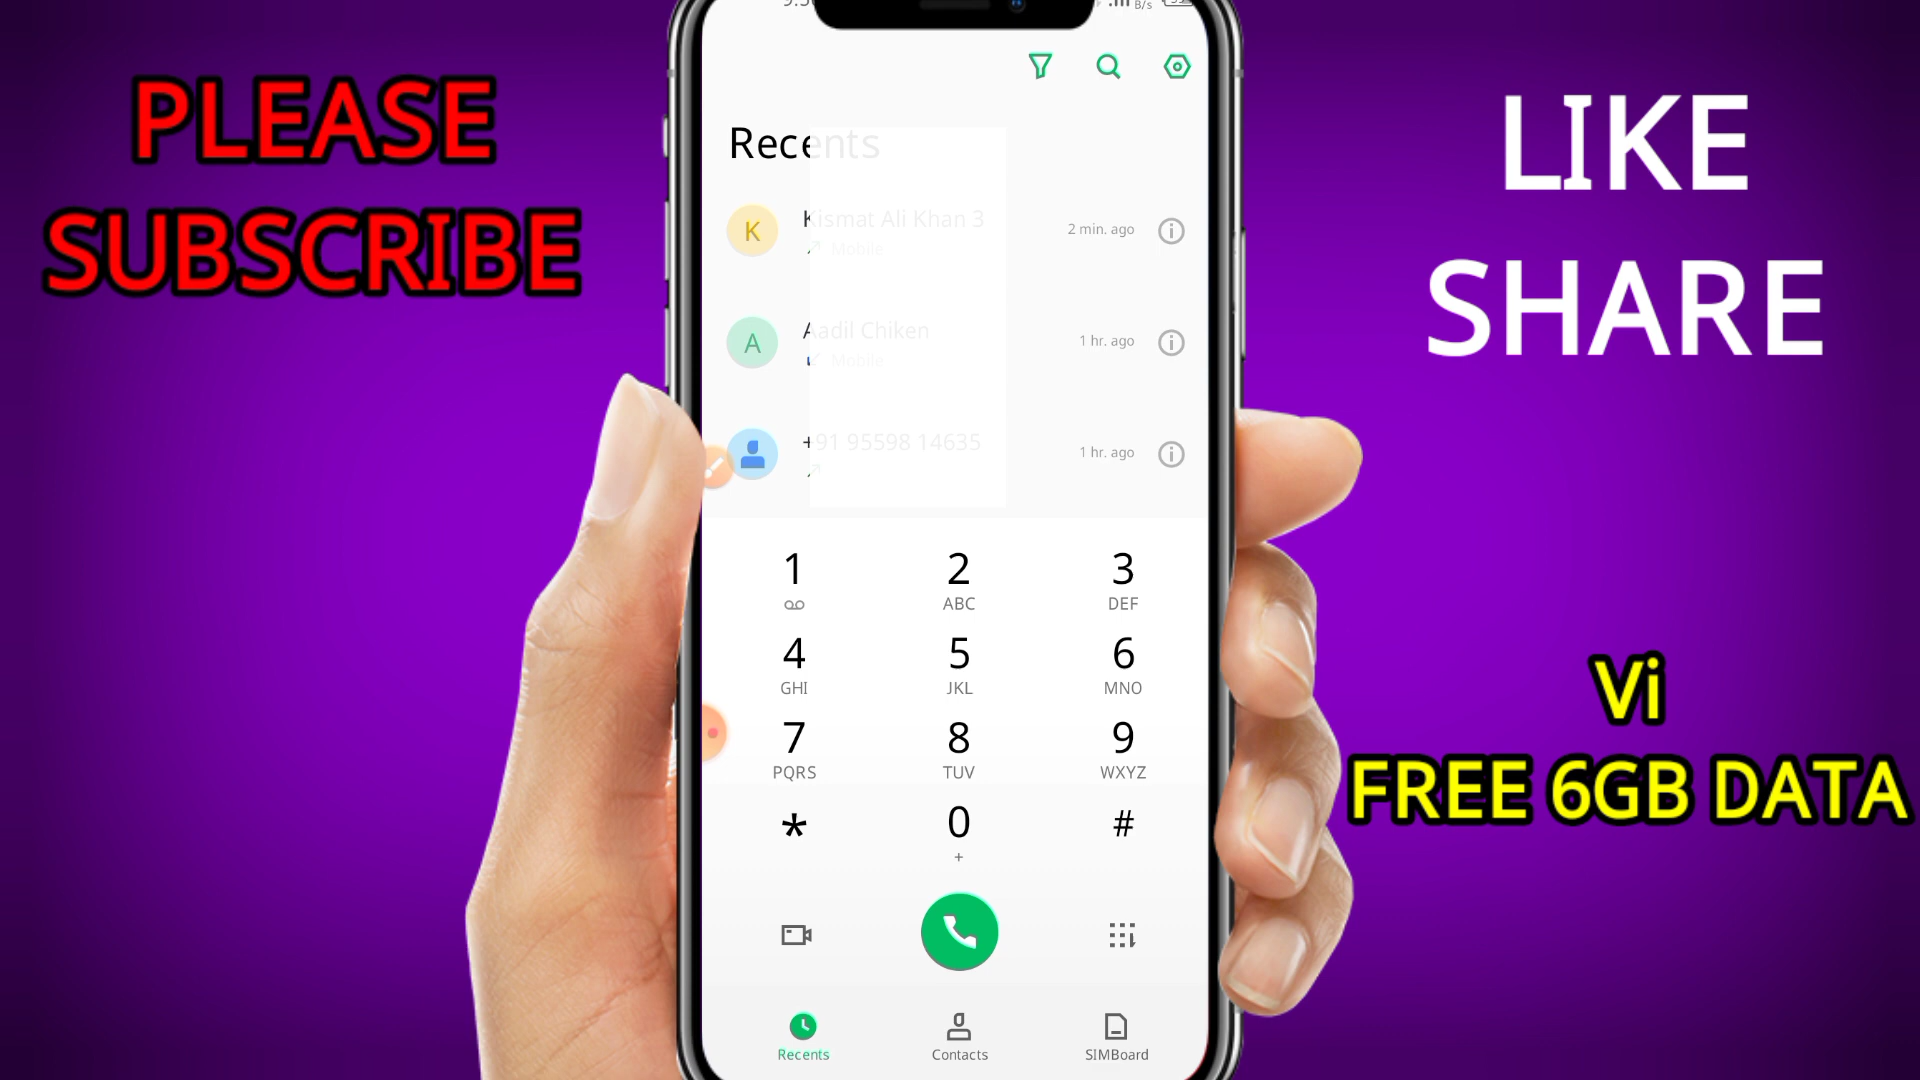 PLEASE
SUBSCRIBE
LIKE
SHARE
Vi
FREE 6GB DATA
B/s
Recents
K
Kismat Ali Khan 3
Mobile
2 min. ago
A
Aadil Chiken
Mobile
1 hr. ago
+91 95598 14635
1 hr. ago
1 2 3
ABC DEF
4 5 6
GHI JKL MNO
7 8 9
PQRS TUV WXYZ
* 0 #
+
Recents Contacts SIMBoard